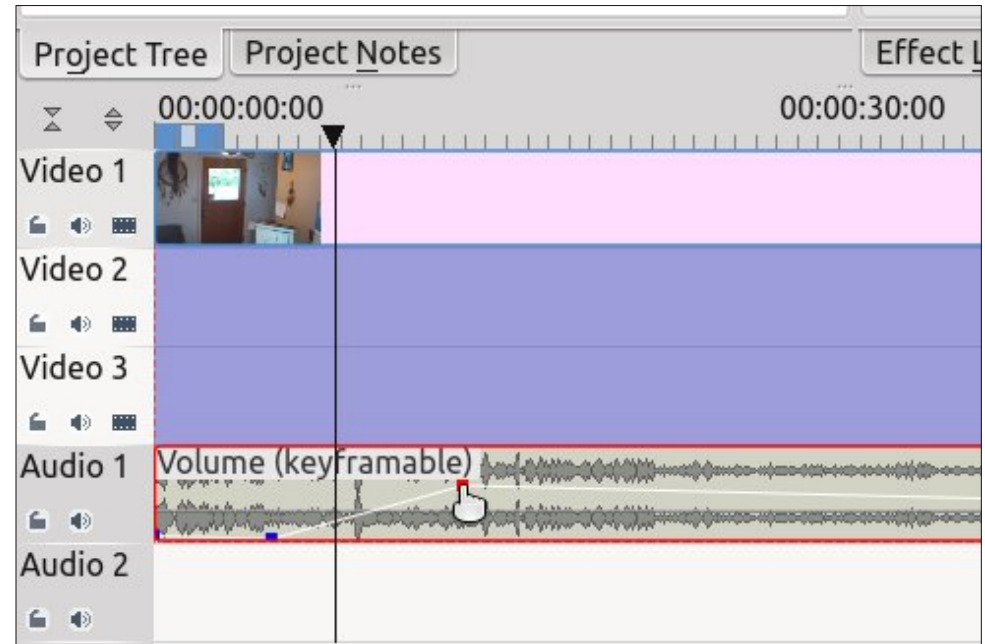 Project Tree
Project Notes
Effect L
00:00:00:00
00:00:30:00
Video 1
Video 2
Video 3
Audio 1
Volume (keyframable)
Audio 2